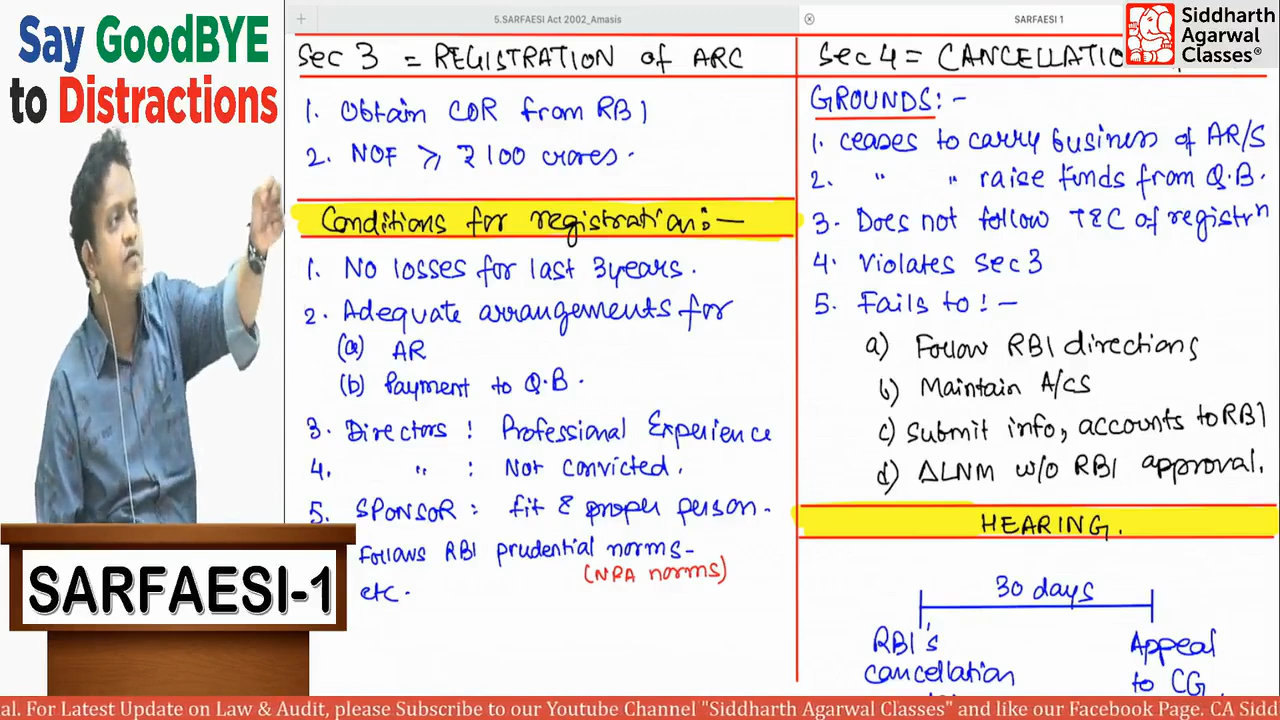 Say GoodBYE
to Distractions
SARFAESI-1
5.SARFAESI Act 2002_Amasis
SARFAESI 1
Siddharth
Agarwal
Classes®
Sec 3 = REGISTRATION of ARC
1. Obtain COR from RBI
2. NOF ⩾ ₹100 crores.
Conditions for registration:-
1. No losses for last 3 years.
2. Adequate arrangements for
(a) AR
(b) Payment to Q.B.
3. Directors : Professional Experience
4. " : Not convicted.
5. SPONSOR : fit & proper person.
Follows RBI prudential norms-
(NPA norms)
etc.
Sec 4 = CANCELLATIO
GROUNDS:-
1. Ceases to carry business of AR/S
2. " " raise funds from Q.B.
3. Does not follow T&C of registrn
4. Violates Sec 3
5. Fails to :-
a) Follow RBI directions
b) Maintain A/cs
c) Submit info, accounts to RBI
d) ΔLNM w/o RBI approval.
HEARING.
30 days
RBI's
cancellation
Appeal
to CG
al. For Latest Update on Law & Audit, please Subscribe to our Youtube Channel "Siddharth Agarwal Classes" and like our Facebook Page. CA Sidd